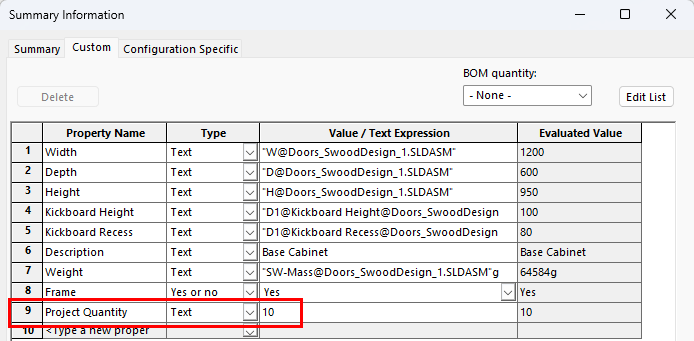 Summary Information
Summary Custom Configuration Specific
BOM quantity:
Delete - None - Edit List
Property Name Type Value / Text Expression Evaluated Value
1 Width Text "W@Doors_SwoodDesign_1.SLDASM" 1200
2 Depth Text "D@Doors_SwoodDesign_1.SLDASM" 600
3 Height Text "H@Doors_SwoodDesign_1.SLDASM" 950
4 Kickboard Height Text "D1@Kickboard Height@Doors_SwoodDesign 100
5 Kickboard Recess Text "D1@Kickboard Recess@Doors_SwoodDesign 80
6 Description Text Base Cabinet Base Cabinet
7 Weight Text "SW-Mass@Doors_SwoodDesign_1.SLDASM"g 64584g
8 Frame Yes or no Yes Yes
9 Project Quantity Text 10 10
10 <Type a new proper